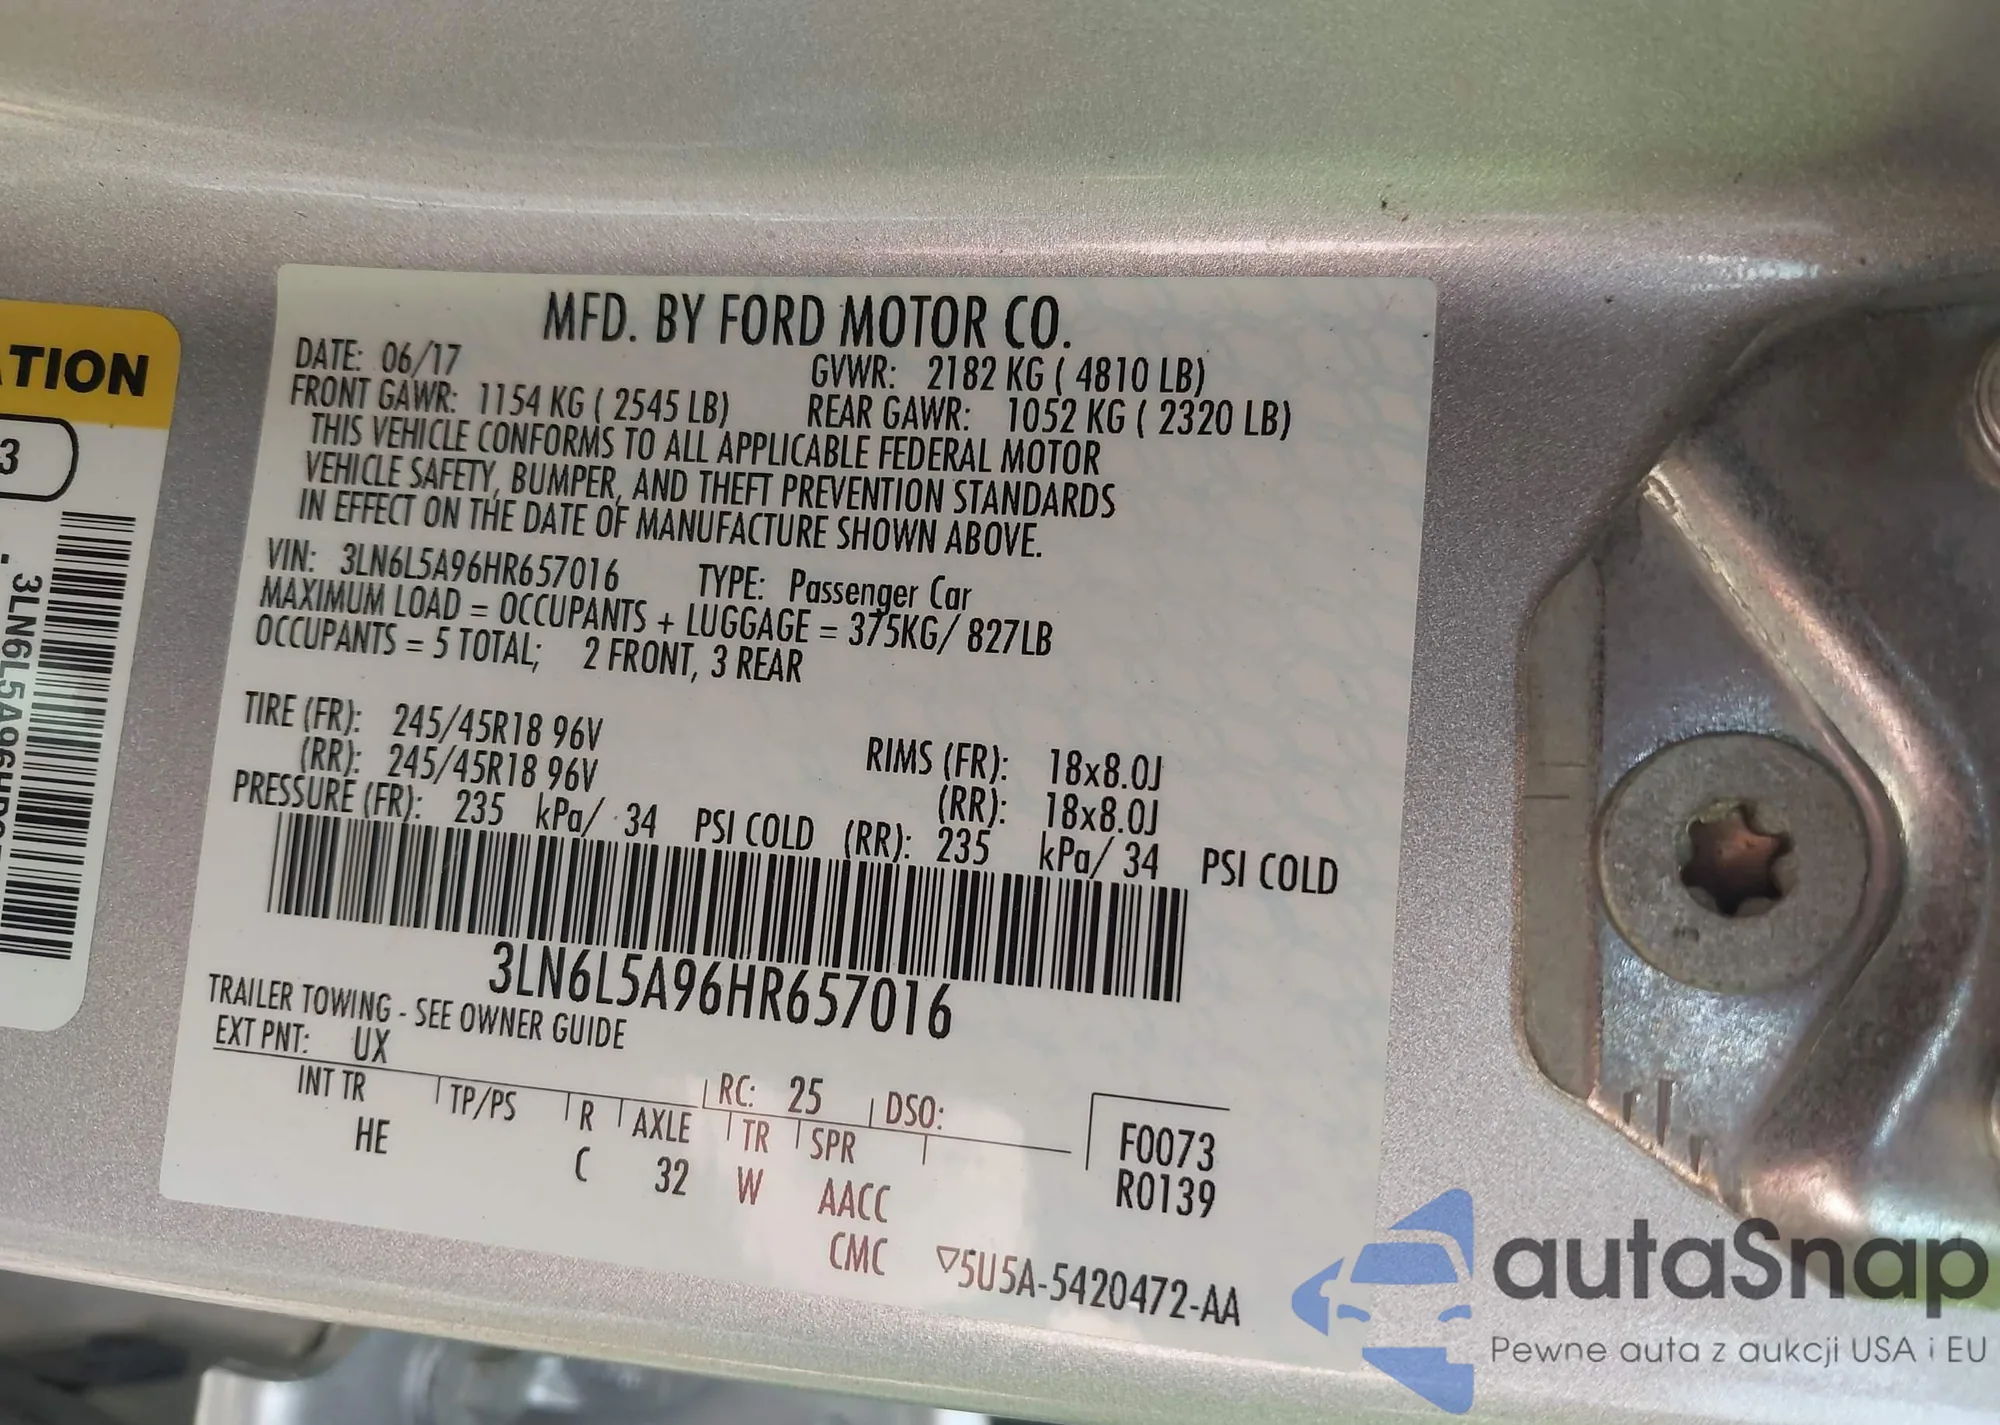 ATION
3
3LN6L5A96HR
MFD. BY FORD MOTOR CO.
DATE: 06/17 GVWR: 2182 KG ( 4810 LB)
FRONT GAWR: 1154 KG ( 2545 LB) REAR GAWR: 1052 KG ( 2320 LB)
THIS VEHICLE CONFORMS TO ALL APPLICABLE FEDERAL MOTOR
VEHICLE SAFETY, BUMPER, AND THEFT PREVENTION STANDARDS
IN EFFECT ON THE DATE OF MANUFACTURE SHOWN ABOVE.
VIN: 3LN6L5A96HR657016 TYPE: Passenger Car
MAXIMUM LOAD = OCCUPANTS + LUGGAGE = 375KG/ 827LB
OCCUPANTS = 5 TOTAL; 2 FRONT, 3 REAR
TIRE (FR): 245/45R18 96V RIMS (FR): 18x8.0J
(RR): 245/45R18 96V (RR): 18x8.0J
PRESSURE (FR): 235 kPa/ 34 PSI COLD (RR): 235 kPa/ 34 PSI COLD
3LN6L5A96HR657016
TRAILER TOWING - SEE OWNER GUIDE
EXT PNT: UX RC: 25 DSO:
INT TR TP/PS R AXLE TR SPR F0073
HE C 32 W AACC R0139
CMC ▽5U5A-5420472-AA
autaSnap
Pewne auta z aukcji USA i EU